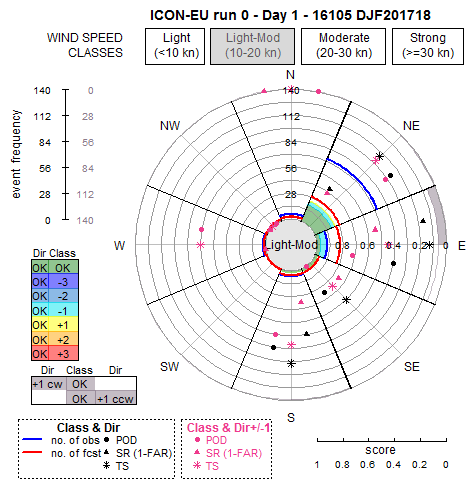 ICON-EU run 0 - Day 1 - 16105 DJF201718
WIND SPEED CLASSES
Light (<10 kn)
Light-Mod (10-20 kn)
Moderate (20-30 kn)
Strong (>=30 kn)
N
NE
E
SE
S
SW
W
NW
event frequency
140 0
112 28
84 56
56 84
28 112
0 140
140
112
84
56
28
Light-Mod
0.8 0.6 0.4 0.2 0
Dir Class
OK OK
OK -3
OK -2
OK -1
OK +1
OK +2
OK +3
Dir Class Dir
+1 cw OK
OK +1 ccw
Class & Dir
no. of obs POD
no. of fcst SR (1-FAR)
TS
Class & Dir+/-1
POD
SR (1-FAR)
TS
score
1 0.8 0.6 0.4 0.2 0